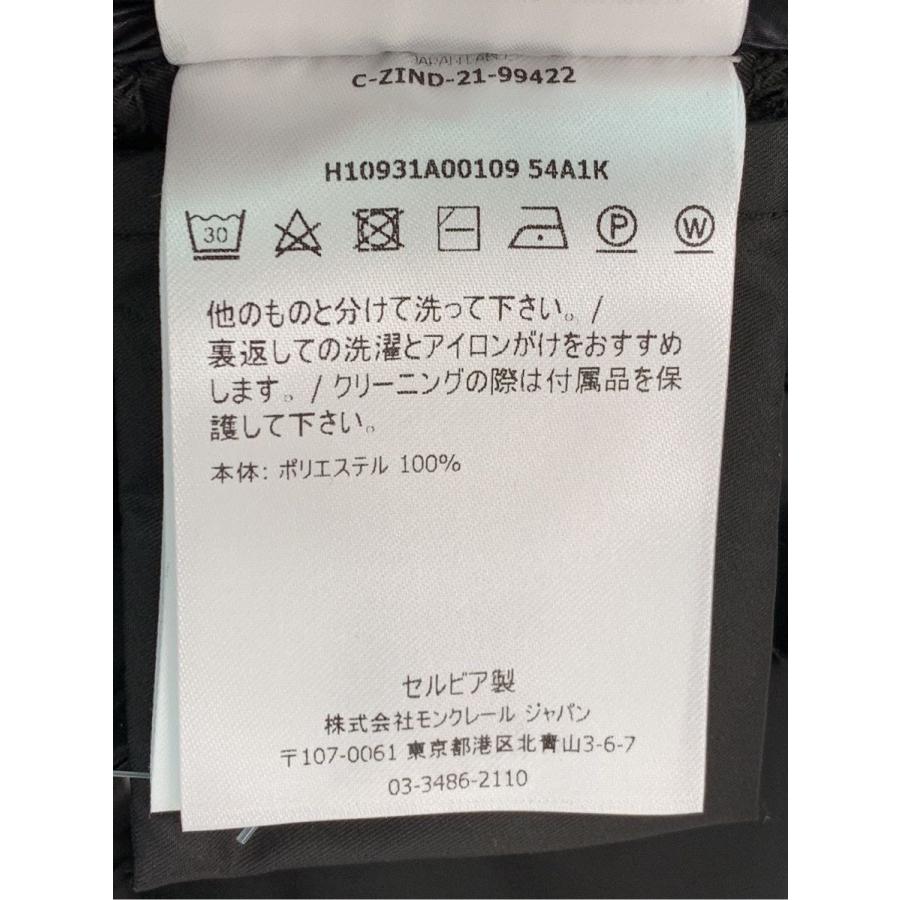 C-ZIND-21-99422
H10931A00109 54A1K
30
P
W
他のものと分けて洗って下さい。/
裏返しての洗濯とアイロンがけをおすすめ
します。/ クリーニングの際は付属品を保
護して下さい。
本体: ポリエステル 100%
セルビア製
株式会社モンクレール ジャパン
〒107-0061 東京都港区北青山3-6-7
03-3486-2110